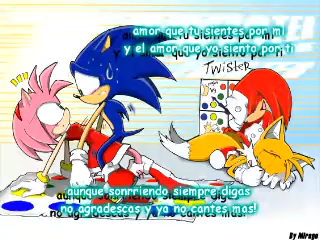 amor que tu sientes por mi
y el amor que yo siento por ti
Twister
aunque sonrriendo siempre digas
no agradescas y ya no cantes mas!
By Mirage